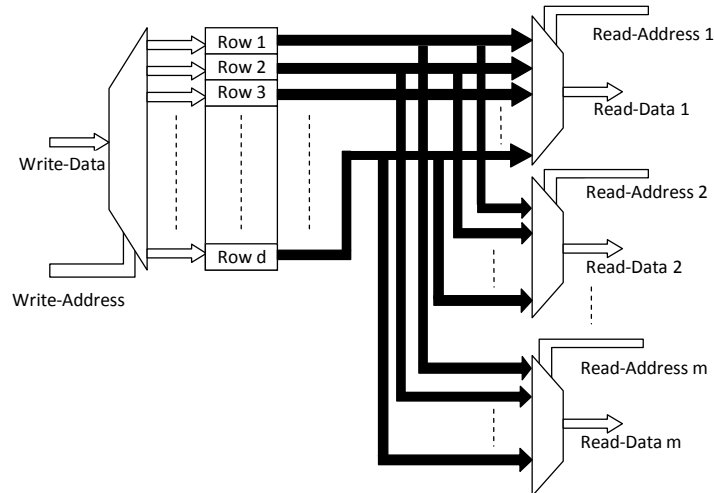 Row 1
Row 2
Row 3
Row d
Write-Data
Write-Address
Read-Address 1
Read-Data 1
Read-Address 2
Read-Data 2
Read-Address m
Read-Data m